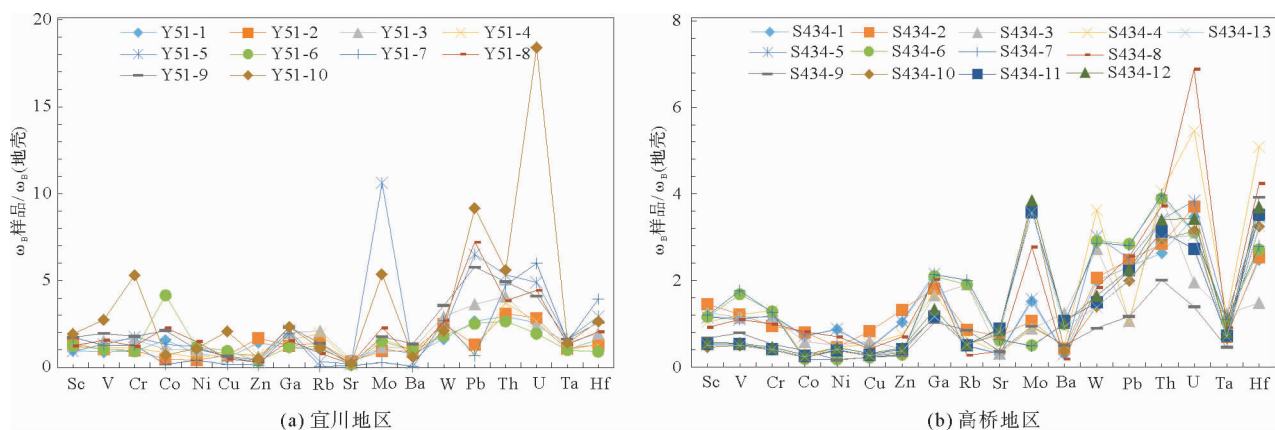 20
15
10
5
0
ω_B样品/ω_B(地壳)
Y51-1 Y51-2 Y51-3 Y51-4
Y51-5 Y51-6 Y51-7 Y51-8
Y51-9 Y51-10
Sc V Cr Co Ni Cu Zn Ga Rb Sr Mo Ba W Pb Th U Ta Hf
(a) 宜川地区
8
6
4
2
0
ω_B样品/ω_B(地壳)
S434-1 S434-2 S434-3 S434-4 S434-13
S434-5 S434-6 S434-7 S434-8
S434-9 S434-10 S434-11 S434-12
Sc V Cr Co Ni Cu Zn Ga Rb Sr Mo Ba W Pb Th U Ta Hf
(b) 高桥地区